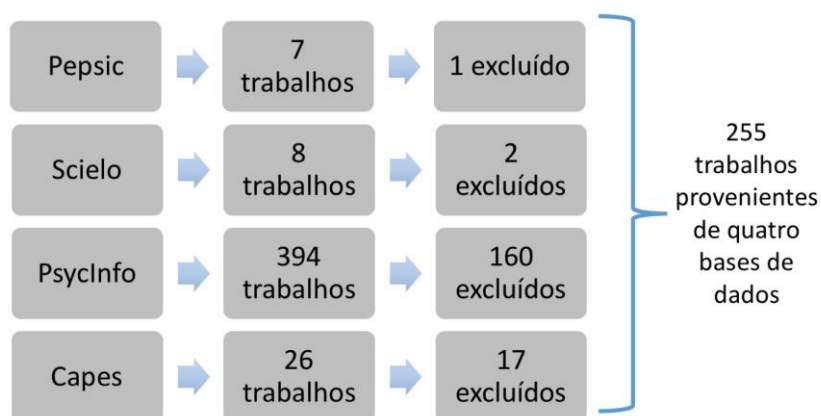 Pepsic
7
trabalhos
1 excluído
Scielo
8
trabalhos
2
excluídos
PsycInfo
394
trabalhos
160
excluídos
Capes
26
trabalhos
17
excluídos
255
trabalhos
provenientes
de quatro
bases de
dados